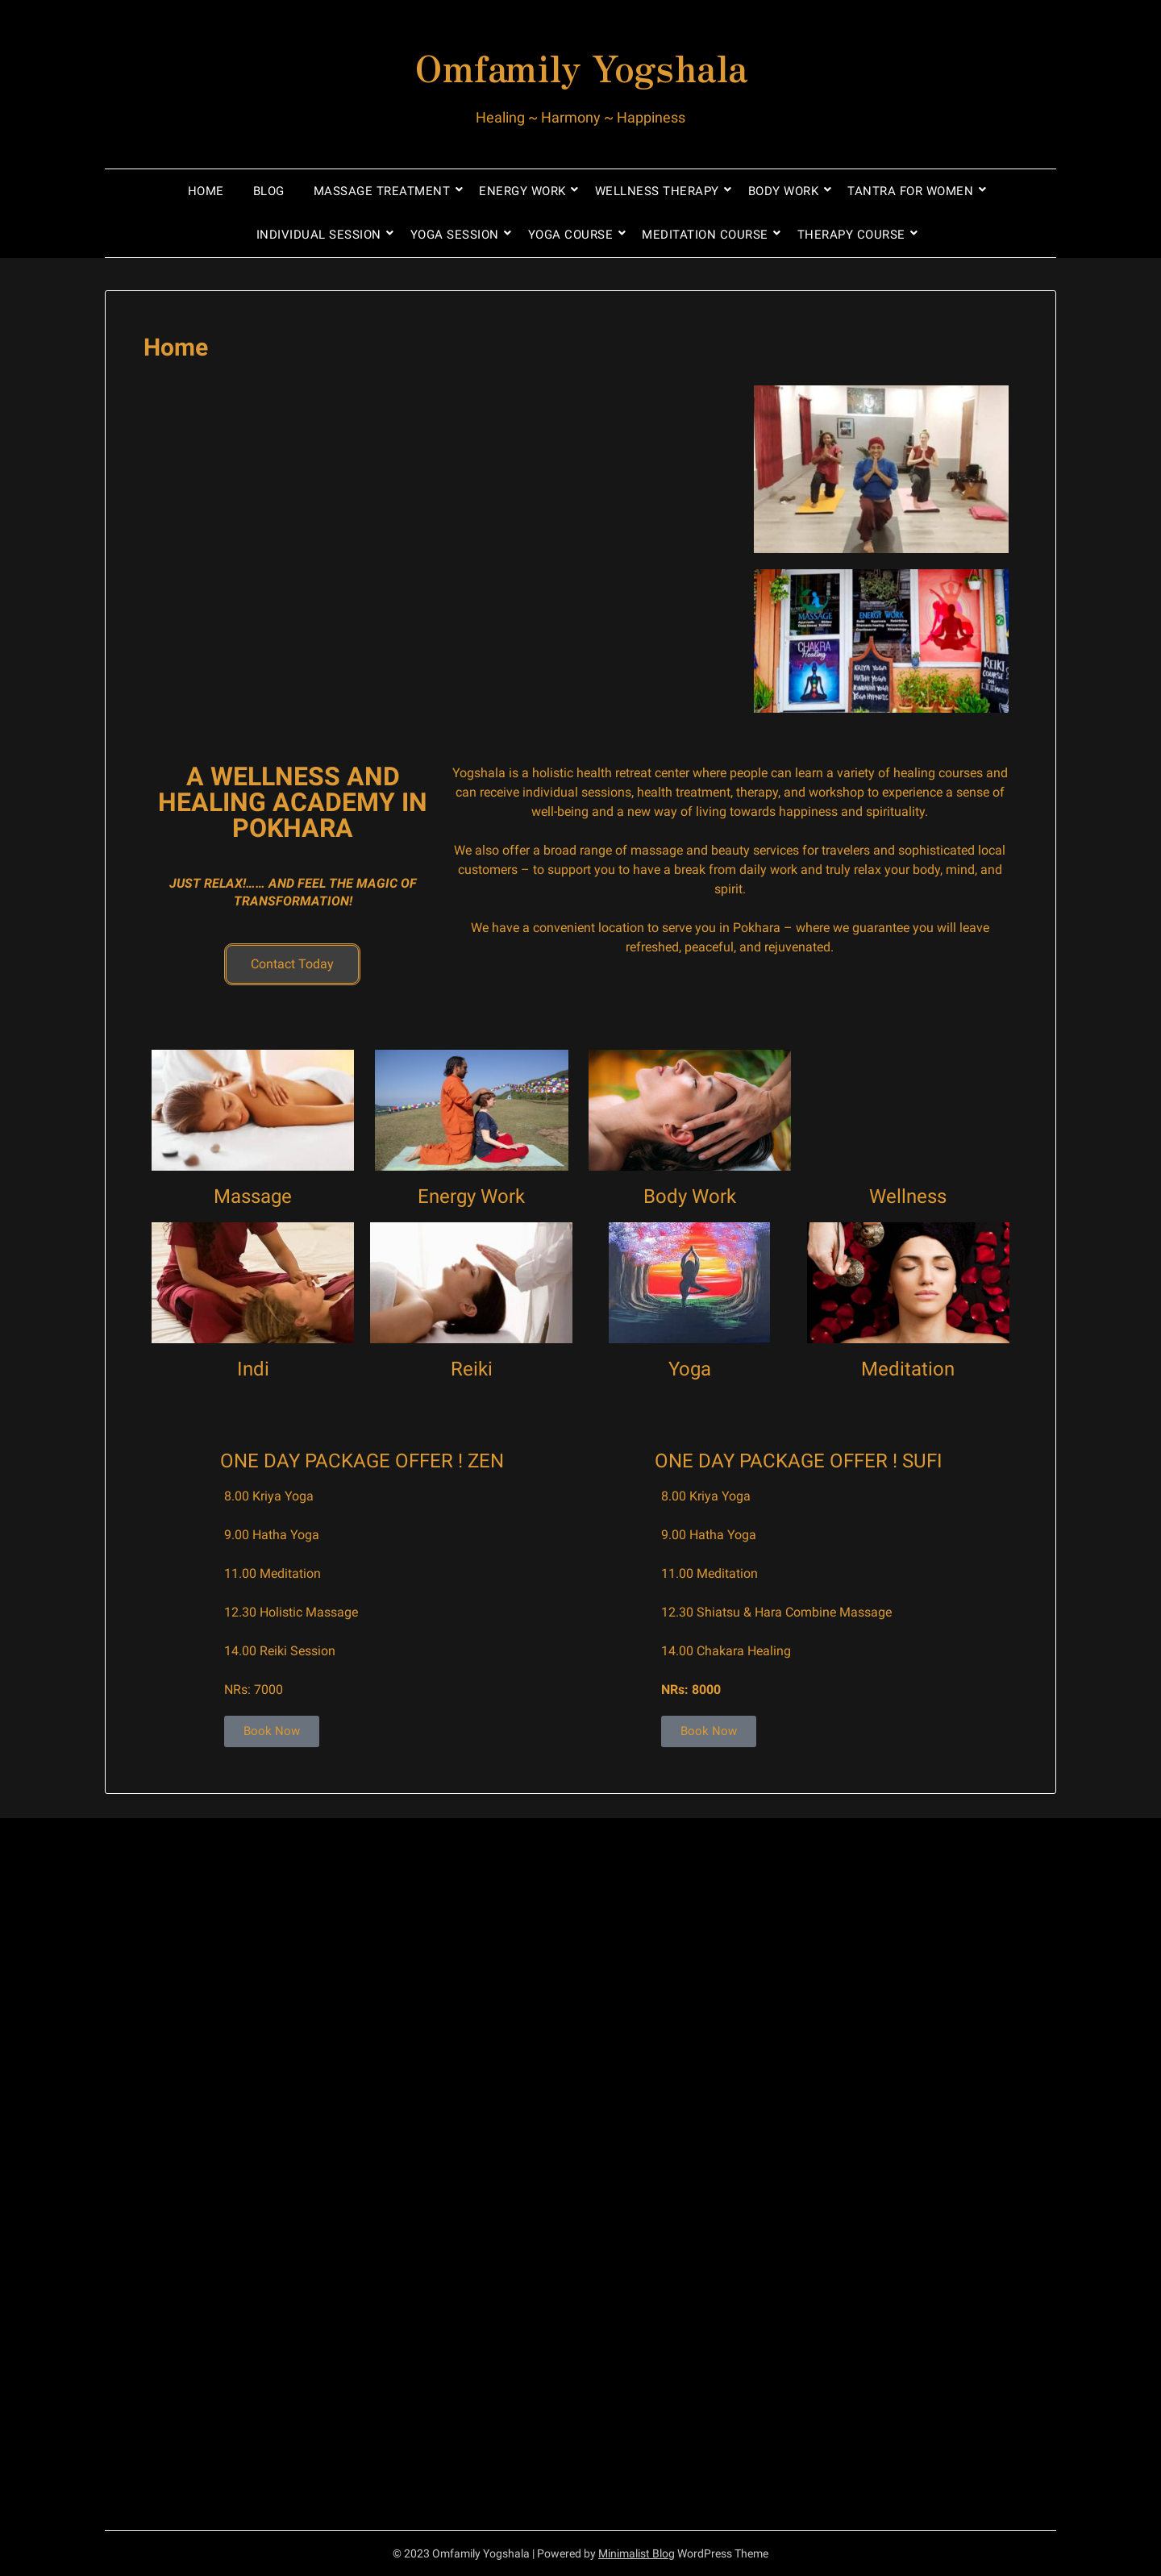 Omfamily Yogshala
Healing ~ Harmony ~ Happiness
HOME BLOG MASSAGE TREATMENT ENERGY WORK WELLNESS THERAPY BODY WORK TANTRA FOR WOMEN
INDIVIDUAL SESSION YOGA SESSION YOGA COURSE MEDITATION COURSE THERAPY COURSE
Home
MASSAGE
ENERGY WORK
CHAKRA
Healing
KRIYA YOGA
HATHA YOGA
REIKI
COURSE
A WELLNESS AND
HEALING ACADEMY IN
POKHARA
JUST RELAX!…… AND FEEL THE MAGIC OF
TRANSFORMATION!
Contact Today
Yogshala is a holistic health retreat center where people can learn a variety of healing courses and
can receive individual sessions, health treatment, therapy, and workshop to experience a sense of
well-being and a new way of living towards happiness and spirituality.
We also offer a broad range of massage and beauty services for travelers and sophisticated local
customers – to support you to have a break from daily work and truly relax your body, mind, and
spirit.
We have a convenient location to serve you in Pokhara – where we guarantee you will leave
refreshed, peaceful, and rejuvenated.
Massage
Energy Work
Body Work
Wellness
Indi
Reiki
Yoga
Meditation
ONE DAY PACKAGE OFFER ! ZEN
8.00 Kriya Yoga
9.00 Hatha Yoga
11.00 Meditation
12.30 Holistic Massage
14.00 Reiki Session
NRs: 7000
Book Now
ONE DAY PACKAGE OFFER ! SUFI
8.00 Kriya Yoga
9.00 Hatha Yoga
11.00 Meditation
12.30 Shiatsu & Hara Combine Massage
14.00 Chakara Healing
NRs: 8000
Book Now
© 2023 Omfamily Yogshala | Powered by Minimalist Blog WordPress Theme